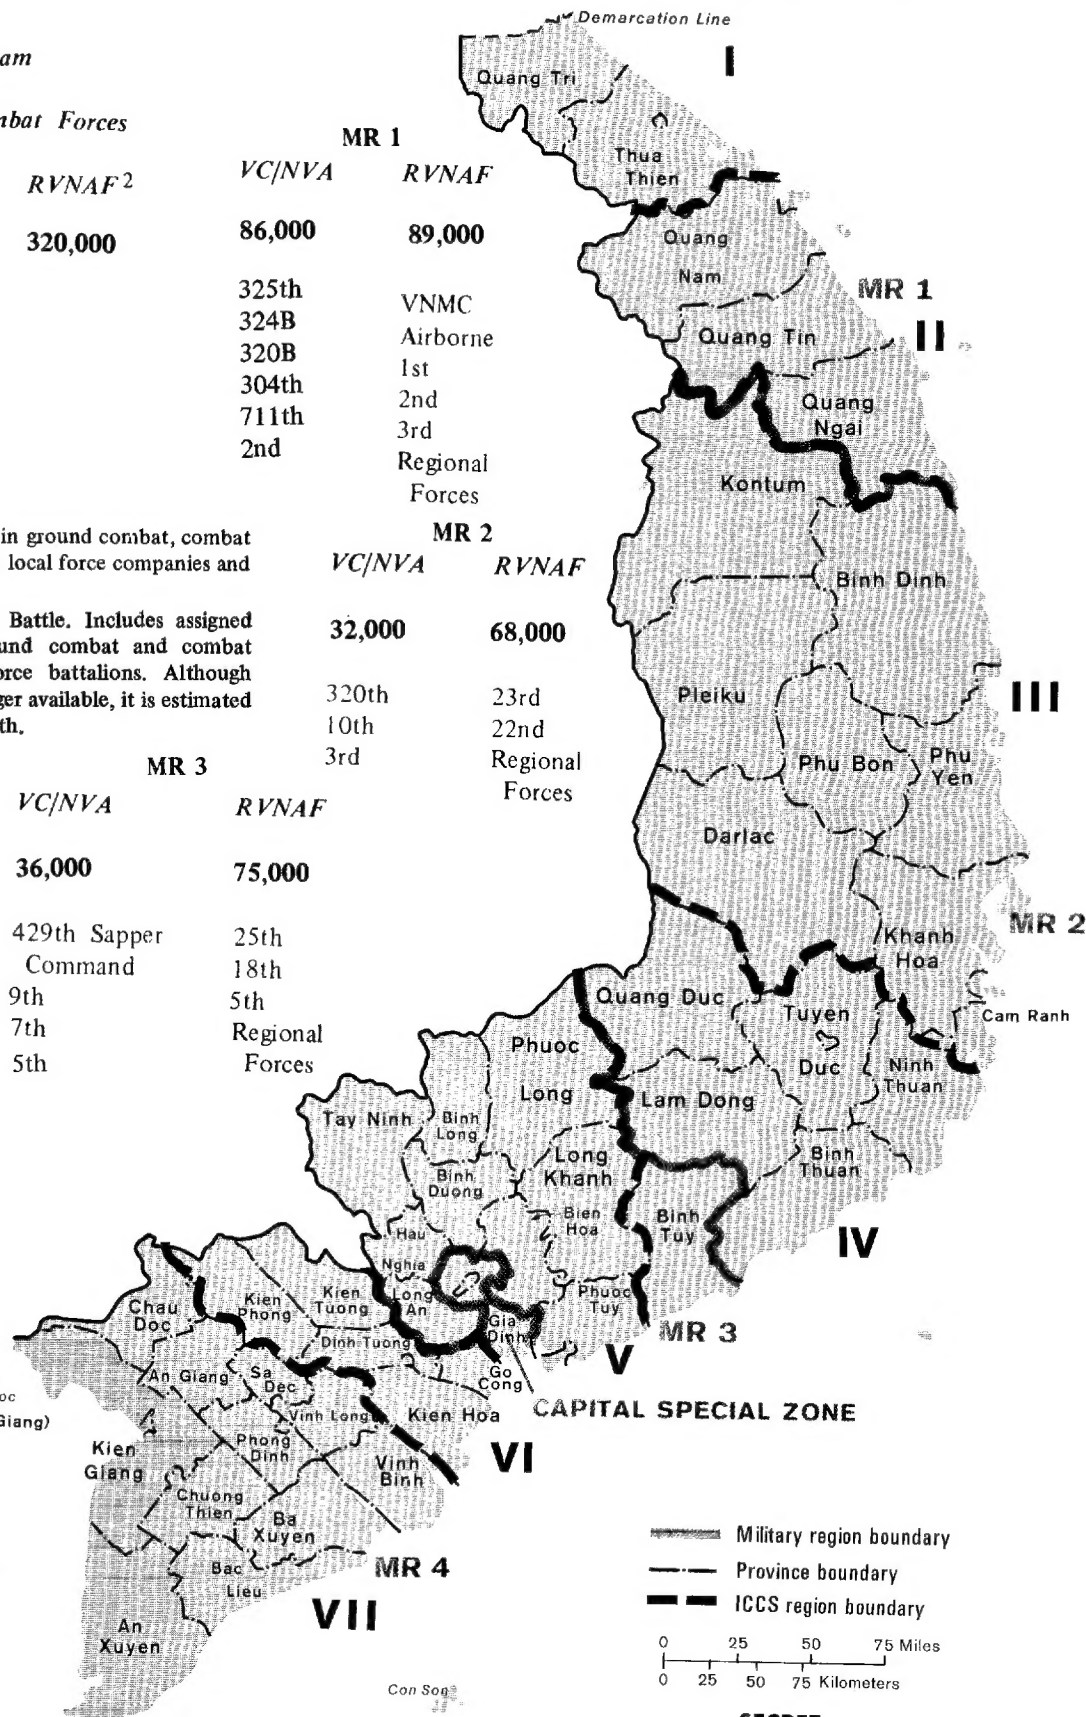 am
mbat Forces
RVNAF2
320,000
MR 1
VC/NVA RVNAF
86,000 89,000
325th
324B
320B
304th
711th
2nd
VNMC
Airborne
1st
2nd
3rd
Regional
Forces
in ground combat, combat
local force companies and
Battle. Includes assigned
und combat and combat
orce battalions. Although
ger available, it is estimated
th.
MR 2
VC/NVA RVNAF
32,000 68,000
320th
10th
3rd
23rd
22nd
Regional
Forces
MR 3
VC/NVA RVNAF
36,000 75,000
429th Sapper
Command
9th
7th
5th
25th
18th
5th
Regional
Forces
Demarcation Line
I
Quang Tri
Thua
Thien
Quang
Nam
MR 1
Quang Tin
II
Quang
Ngai
Kontum
Binh Dinh
Pleiku
III
Phu Bon
Phu
Yen
Darlac
MR 2
Khanh
Hoa
Cam Ranh
Quang Duc
Tuyen
Duc
Ninh
Thuan
Phuoc
Long
Lam Dong
Tay Ninh
Binh
Long
Binh
Thuan
Long
Khanh
Binh
Duong
Bien
Hoa
Binh
Tuy
IV
Hau
Nghia
Long
An
Phuoc
Tuy
Gia
Dinh
MR 3
V
Chau
Doc
Kien
Phong
Kien
Tuong
Dinh Tuong
Go
Cong
CAPITAL SPECIAL ZONE
An Giang
Sa
Dec
Vinh Long
Kien Hoa
oc
Giang)
Kien
Giang
Phong
Dinh
Vinh
Binh
VI
Chuong
Thien
Ba
Xuyen
Bac
Lieu
MR 4
VII
An
Xuyen
Con Son
Military region boundary
Province boundary
ICCS region boundary
0 25 50 75 Miles
0 25 50 75 Kilometers